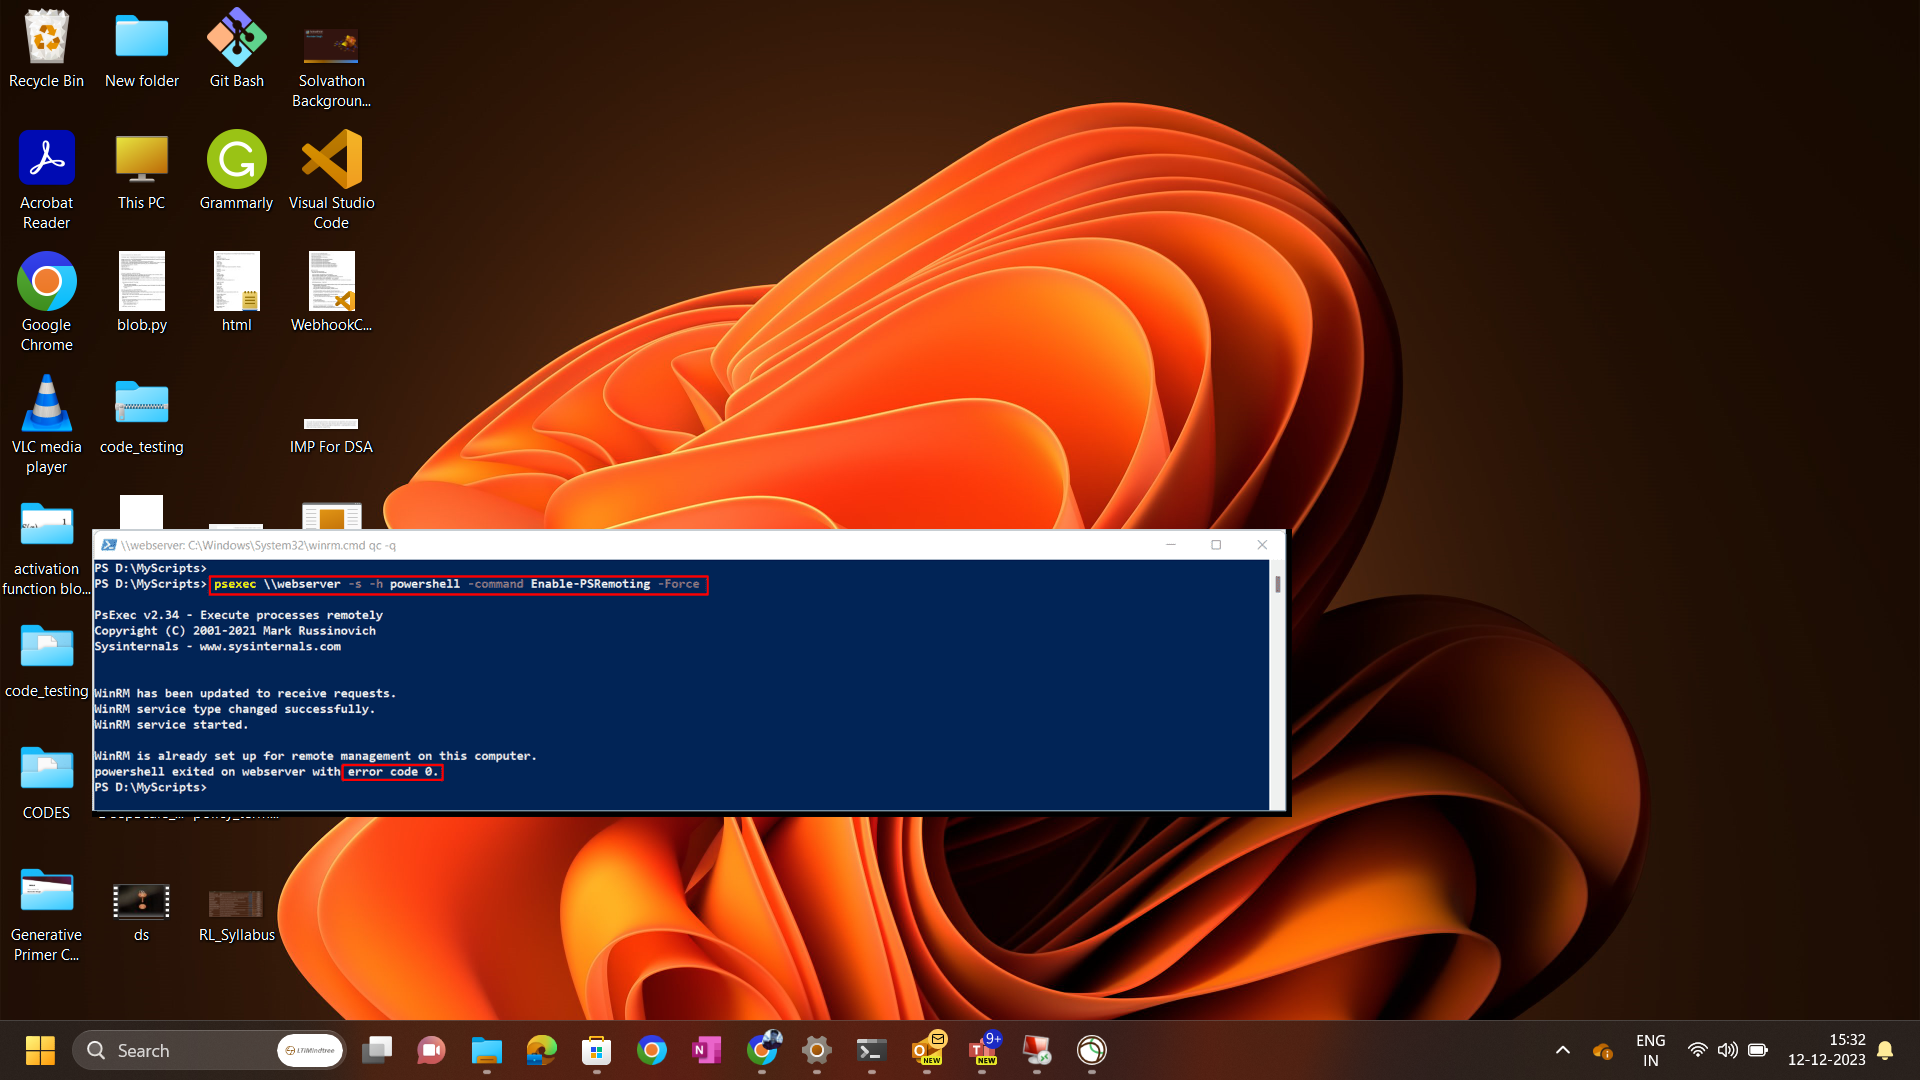 Recycle Bin
New folder
Git Bash
Solvathon
Backgroun...
Acrobat
Reader
This PC
Grammarly
Visual Studio
Code
Google
Chrome
blob.py
html
WebhookC...
VLC media
player
code_testing
IMP For DSA
activation
function blo...
code_testing
CODES
Generative
Primer C...
ds
RL_Syllabus
\\webserver: C:\Windows\System32\winrm.cmd qc -q
PS D:\MyScripts>
PS D:\MyScripts> psexec \\webserver -s -h powershell -command Enable-PSRemoting -Force
PsExec v2.34 - Execute processes remotely
Copyright (C) 2001-2021 Mark Russinovich
Sysinternals - www.sysinternals.com
WinRM has been updated to receive requests.
WinRM service type changed successfully.
WinRM service started.
WinRM is already set up for remote management on this computer.
powershell exited on webserver with error code 0.
PS D:\MyScripts>
Search
LTIMindtree
NEW
9+
NEW
ENG
IN
15:32
12-12-2023